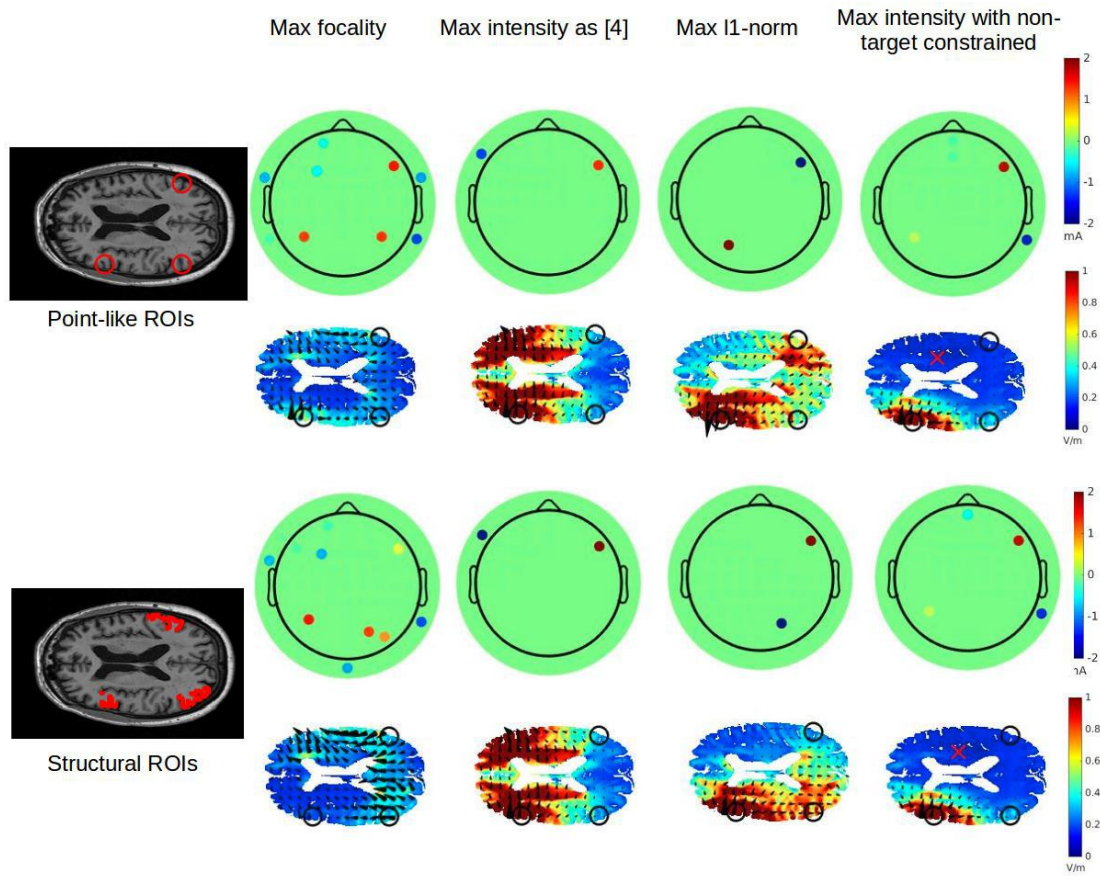 Max focality
Max intensity as [4]
Max l1-norm
Max intensity with non-
target constrained
2
1
0
-1
-2
mA
Point-like ROIs
1
0.8
0.6
0.4
0.2
0
V/m
2
1
0
-1
-2
nA
Structural ROIs
1
0.8
0.6
0.4
0.2
0
V/m